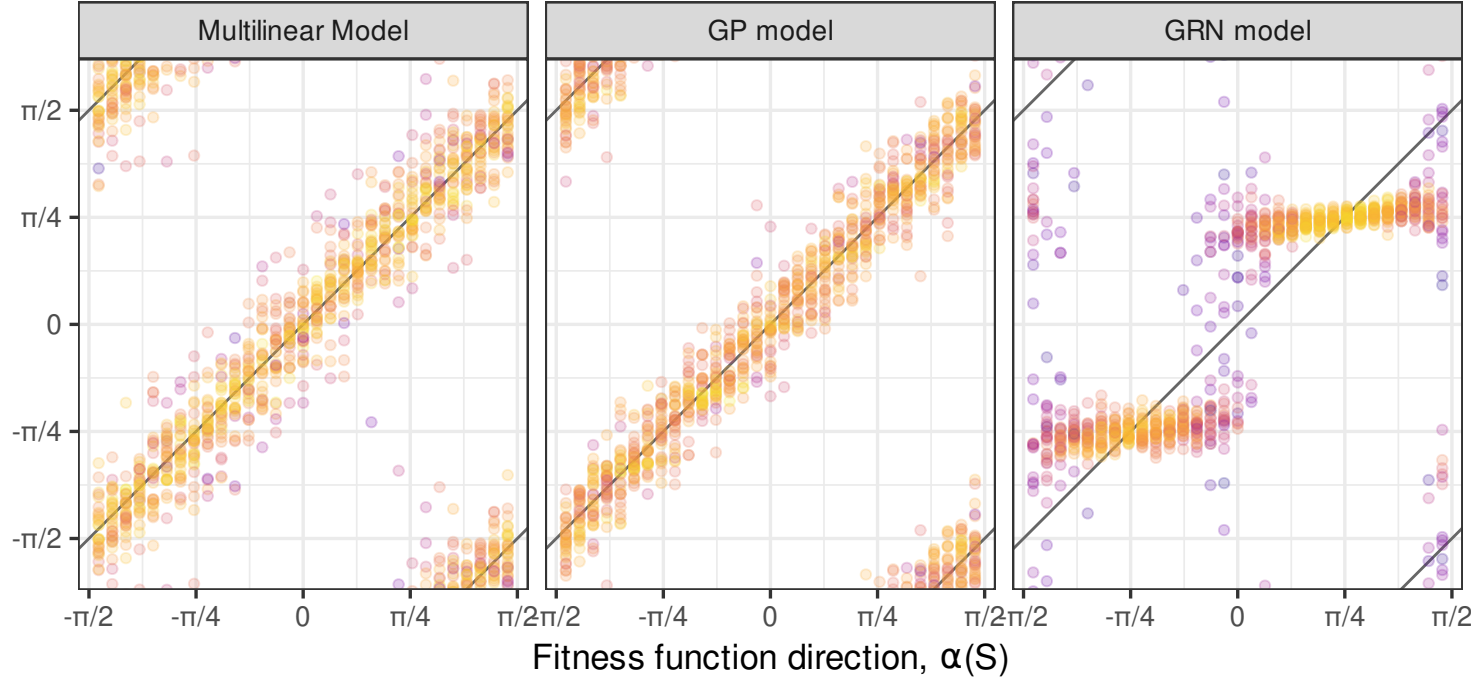 Multilinear Model GP model GRN model
π/2
π/4
0
-π/4
-π/2
-π/2 -π/4 0 π/4 π/2 -π/2 -π/4 0 π/4 π/2 -π/2 -π/4 0 π/4 π/2
Fitness function direction, α(S)